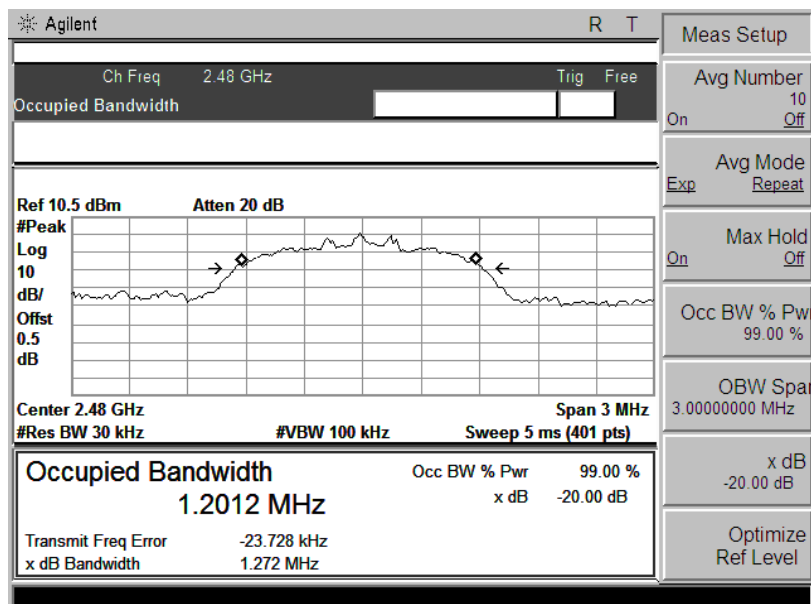 Agilent R T
Ch Freq 2.48 GHz Trig Free
Occupied Bandwidth
Ref 10.5 dBm Atten 20 dB
#Peak
Log
10
dB/
Offst
0.5
dB
Center 2.48 GHz Span 3 MHz
#Res BW 30 kHz #VBW 100 kHz Sweep 5 ms (401 pts)
Occupied Bandwidth Occ BW % Pwr 99.00 %
1.2012 MHz x dB -20.00 dB
Transmit Freq Error -23.728 kHz
x dB Bandwidth 1.272 MHz
Meas Setup
Avg Number
10
On Off
Avg Mode
Exp Repeat
Max Hold
On Off
Occ BW % Pwr
99.00 %
OBW Spar
3.00000000 MHz
x dB
-20.00 dB
Optimize
Ref Level